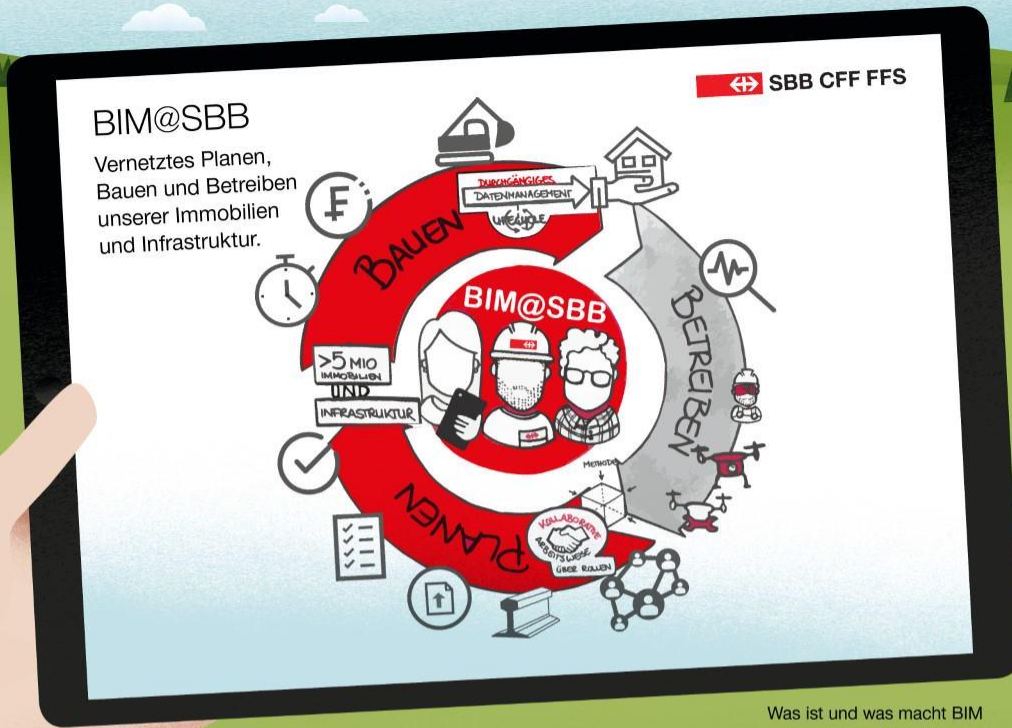 BIM@SBB
Vernetztes Planen,
Bauen und Betreiben
unserer Immobilien
und Infrastruktur.
SBB CFF FFS
DURCHGÄNGIGES
DATENMANAGEMENT
LIFECYCLE
BAUEN
BIM@SBB
BETREIBEN
>5 MIO
IMMOBILIEN
UND
INFRASTRUKTUR
METHODE
PLANEN
KOLLABORATIVE
ARBEITSWEISE
ÜBER ROLLEN
Was ist und was macht BIM